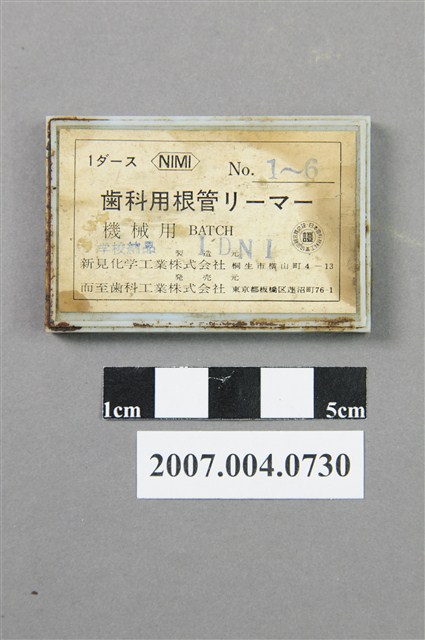 1ダース NIMI No. 1～6
歯科用根管リーマー
機械用 BATCH
学校納品 IDNI
製造元
新見化学工業株式会社 桐生市横山町4-13
発売元
而至歯科工業株式会社 東京都板橋区蓮沼町76-1
1cm 5cm
2007.004.0730